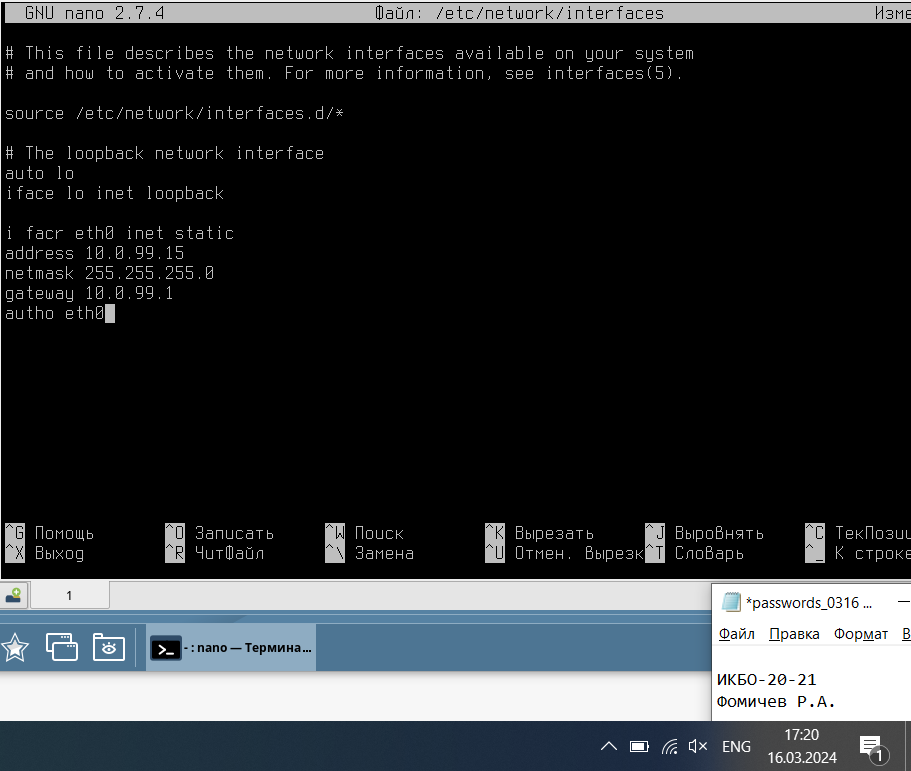 GNU nano 2.7.4 Файл: /etc/network/interfaces Изме
# This file describes the network interfaces available on your system
# and how to activate them. For more information, see interfaces(5).
source /etc/network/interfaces.d/*
# The loopback network interface
auto lo
iface lo inet loopback
i facr eth0 inet static
address 10.0.99.15
netmask 255.255.255.0
gateway 10.0.99.1
autho eth0
^G Помощь ^O Записать ^W Поиск ^K Вырезать ^J Выровнять ^C ТекПозиц
^X Выход ^R ЧитФайл ^\ Замена ^U Отмен. вырезк ^T Словарь ^_ К строке
1
*passwords_0316 ...
Файл Правка Формат В
- : nano — Термина...
ИКБО-20-21
Фомичев Р.А.
ENG
17:20
16.03.2024
1